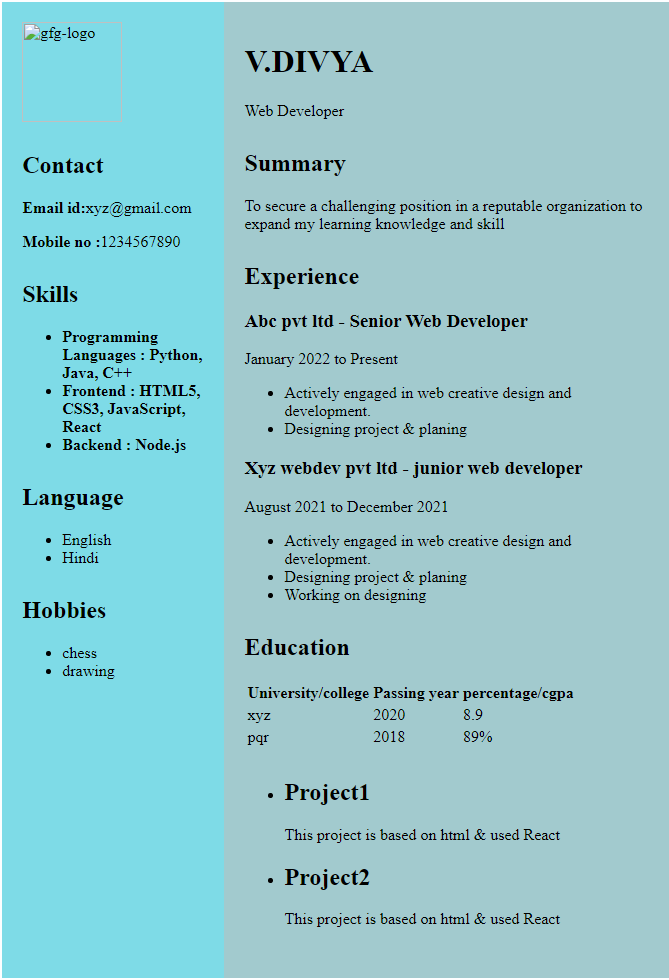 gfg-logo
Contact
Email id:xyz@gmail.com
Mobile no :1234567890
Skills
Programming
Languages : Python,
Java, C++
Frontend : HTML5,
CSS3, JavaScript,
React
Backend : Node.js
Language
English
Hindi
Hobbies
chess
drawing
V.DIVYA
Web Developer
Summary
To secure a challenging position in a reputable organization to
expand my learning knowledge and skill
Experience
Abc pvt ltd - Senior Web Developer
January 2022 to Present
Actively engaged in web creative design and
development.
Designing project & planing
Xyz webdev pvt ltd - junior web developer
August 2021 to December 2021
Actively engaged in web creative design and
development.
Designing project & planing
Working on designing
Education
University/college Passing year percentage/cgpa
xyz 2020 8.9
pqr 2018 89%
Project1
This project is based on html & used React
Project2
This project is based on html & used React